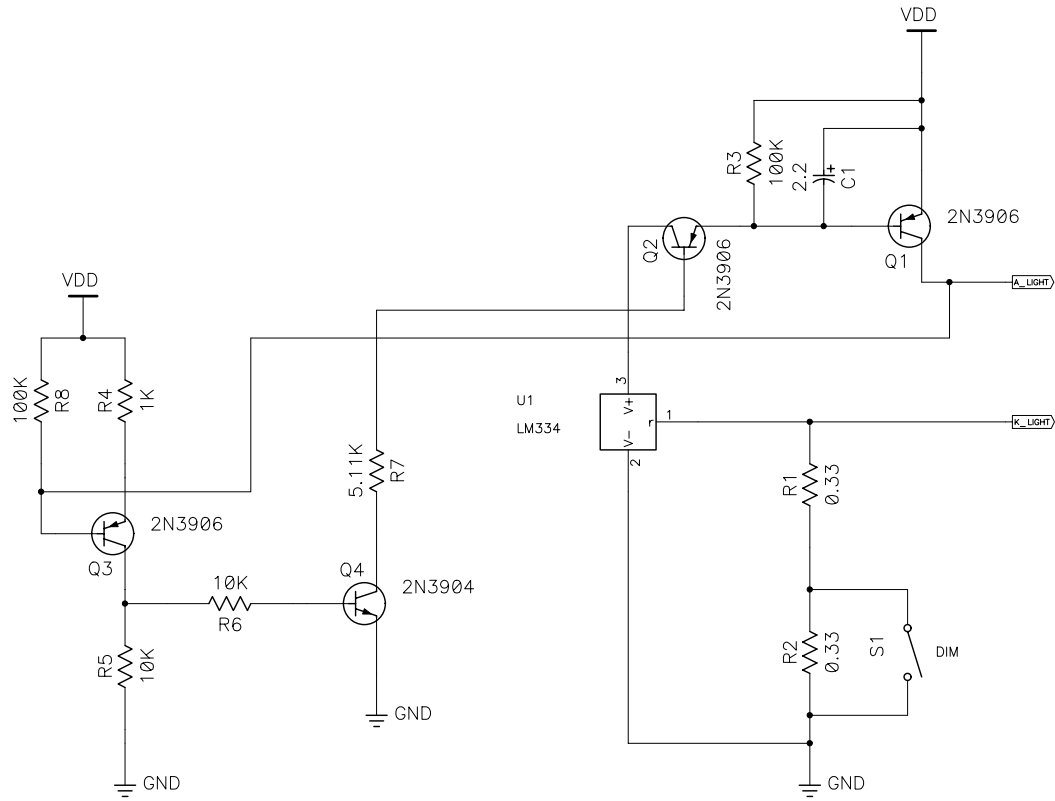 VDD
R3
100K
2.2
+
C1
2N3906
Q1
Q2
2N3906
A_LIGHT
VDD
100K
R8
R4
1K
U1
LM334
3
V+
r
1
V-
2
K_LIGHT
5.11K
R7
R1
0.33
2N3906
Q3
10K
R6
Q4
2N3904
R5
10K
R2
0.33
S1
DIM
GND
GND
GND